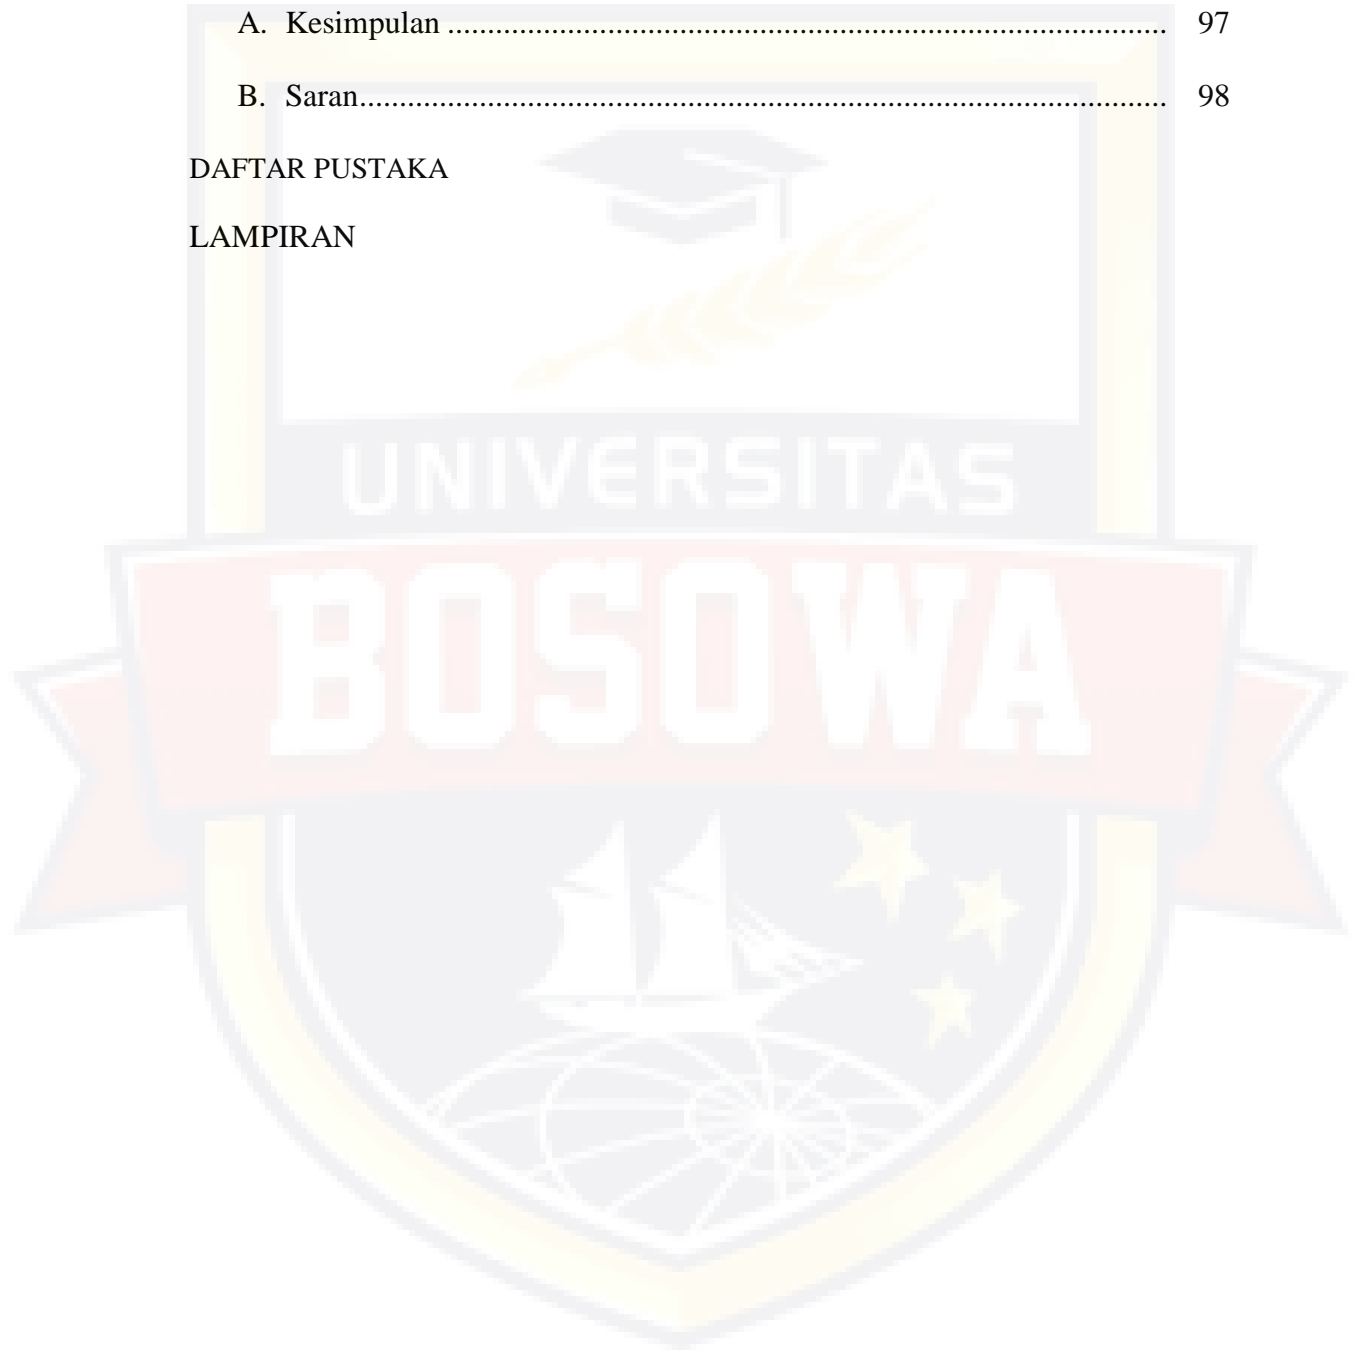 A. Kesimpulan .......................................................................................... 97
B. Saran..................................................................................................... 98
DAFTAR PUSTAKA
LAMPIRAN
UNIVERSITAS
BOSOWA